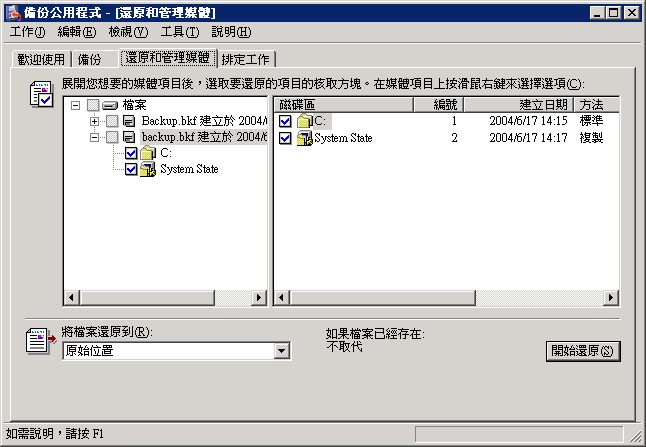 備份公用程式 - [還原和管理媒體]
工作(J) 編輯(E) 檢視(V) 工具(T) 說明(H)
歡迎使用 備份 還原和管理媒體 排定工作
展開您想要的媒體項目後，選取要還原的項目的核取方塊。在媒體項目上按滑鼠右鍵來選擇選項(C):
檔案
Backup.bkf 建立於 2004/
backup.bkf 建立於 2004/6
C:
System State
磁碟區 編號 建立日期 方法
C: 1 2004/6/17 14:15 標準
System State 2 2004/6/17 14:17 複製
將檔案還原到(R):
原始位置
如果檔案已經存在:
不取代
開始還原(S)
如需說明，請按 F1